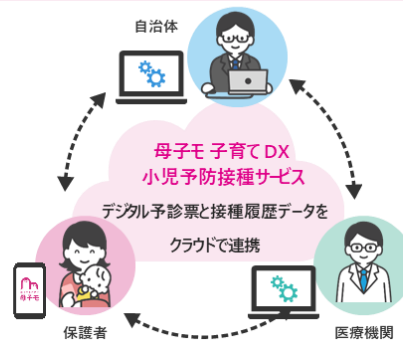 自治体
母子モ 子育てDX
小児予防接種サービス
デジタル予診票と接種履歴データを
クラウドで連携
母子モ
保護者
医療機関